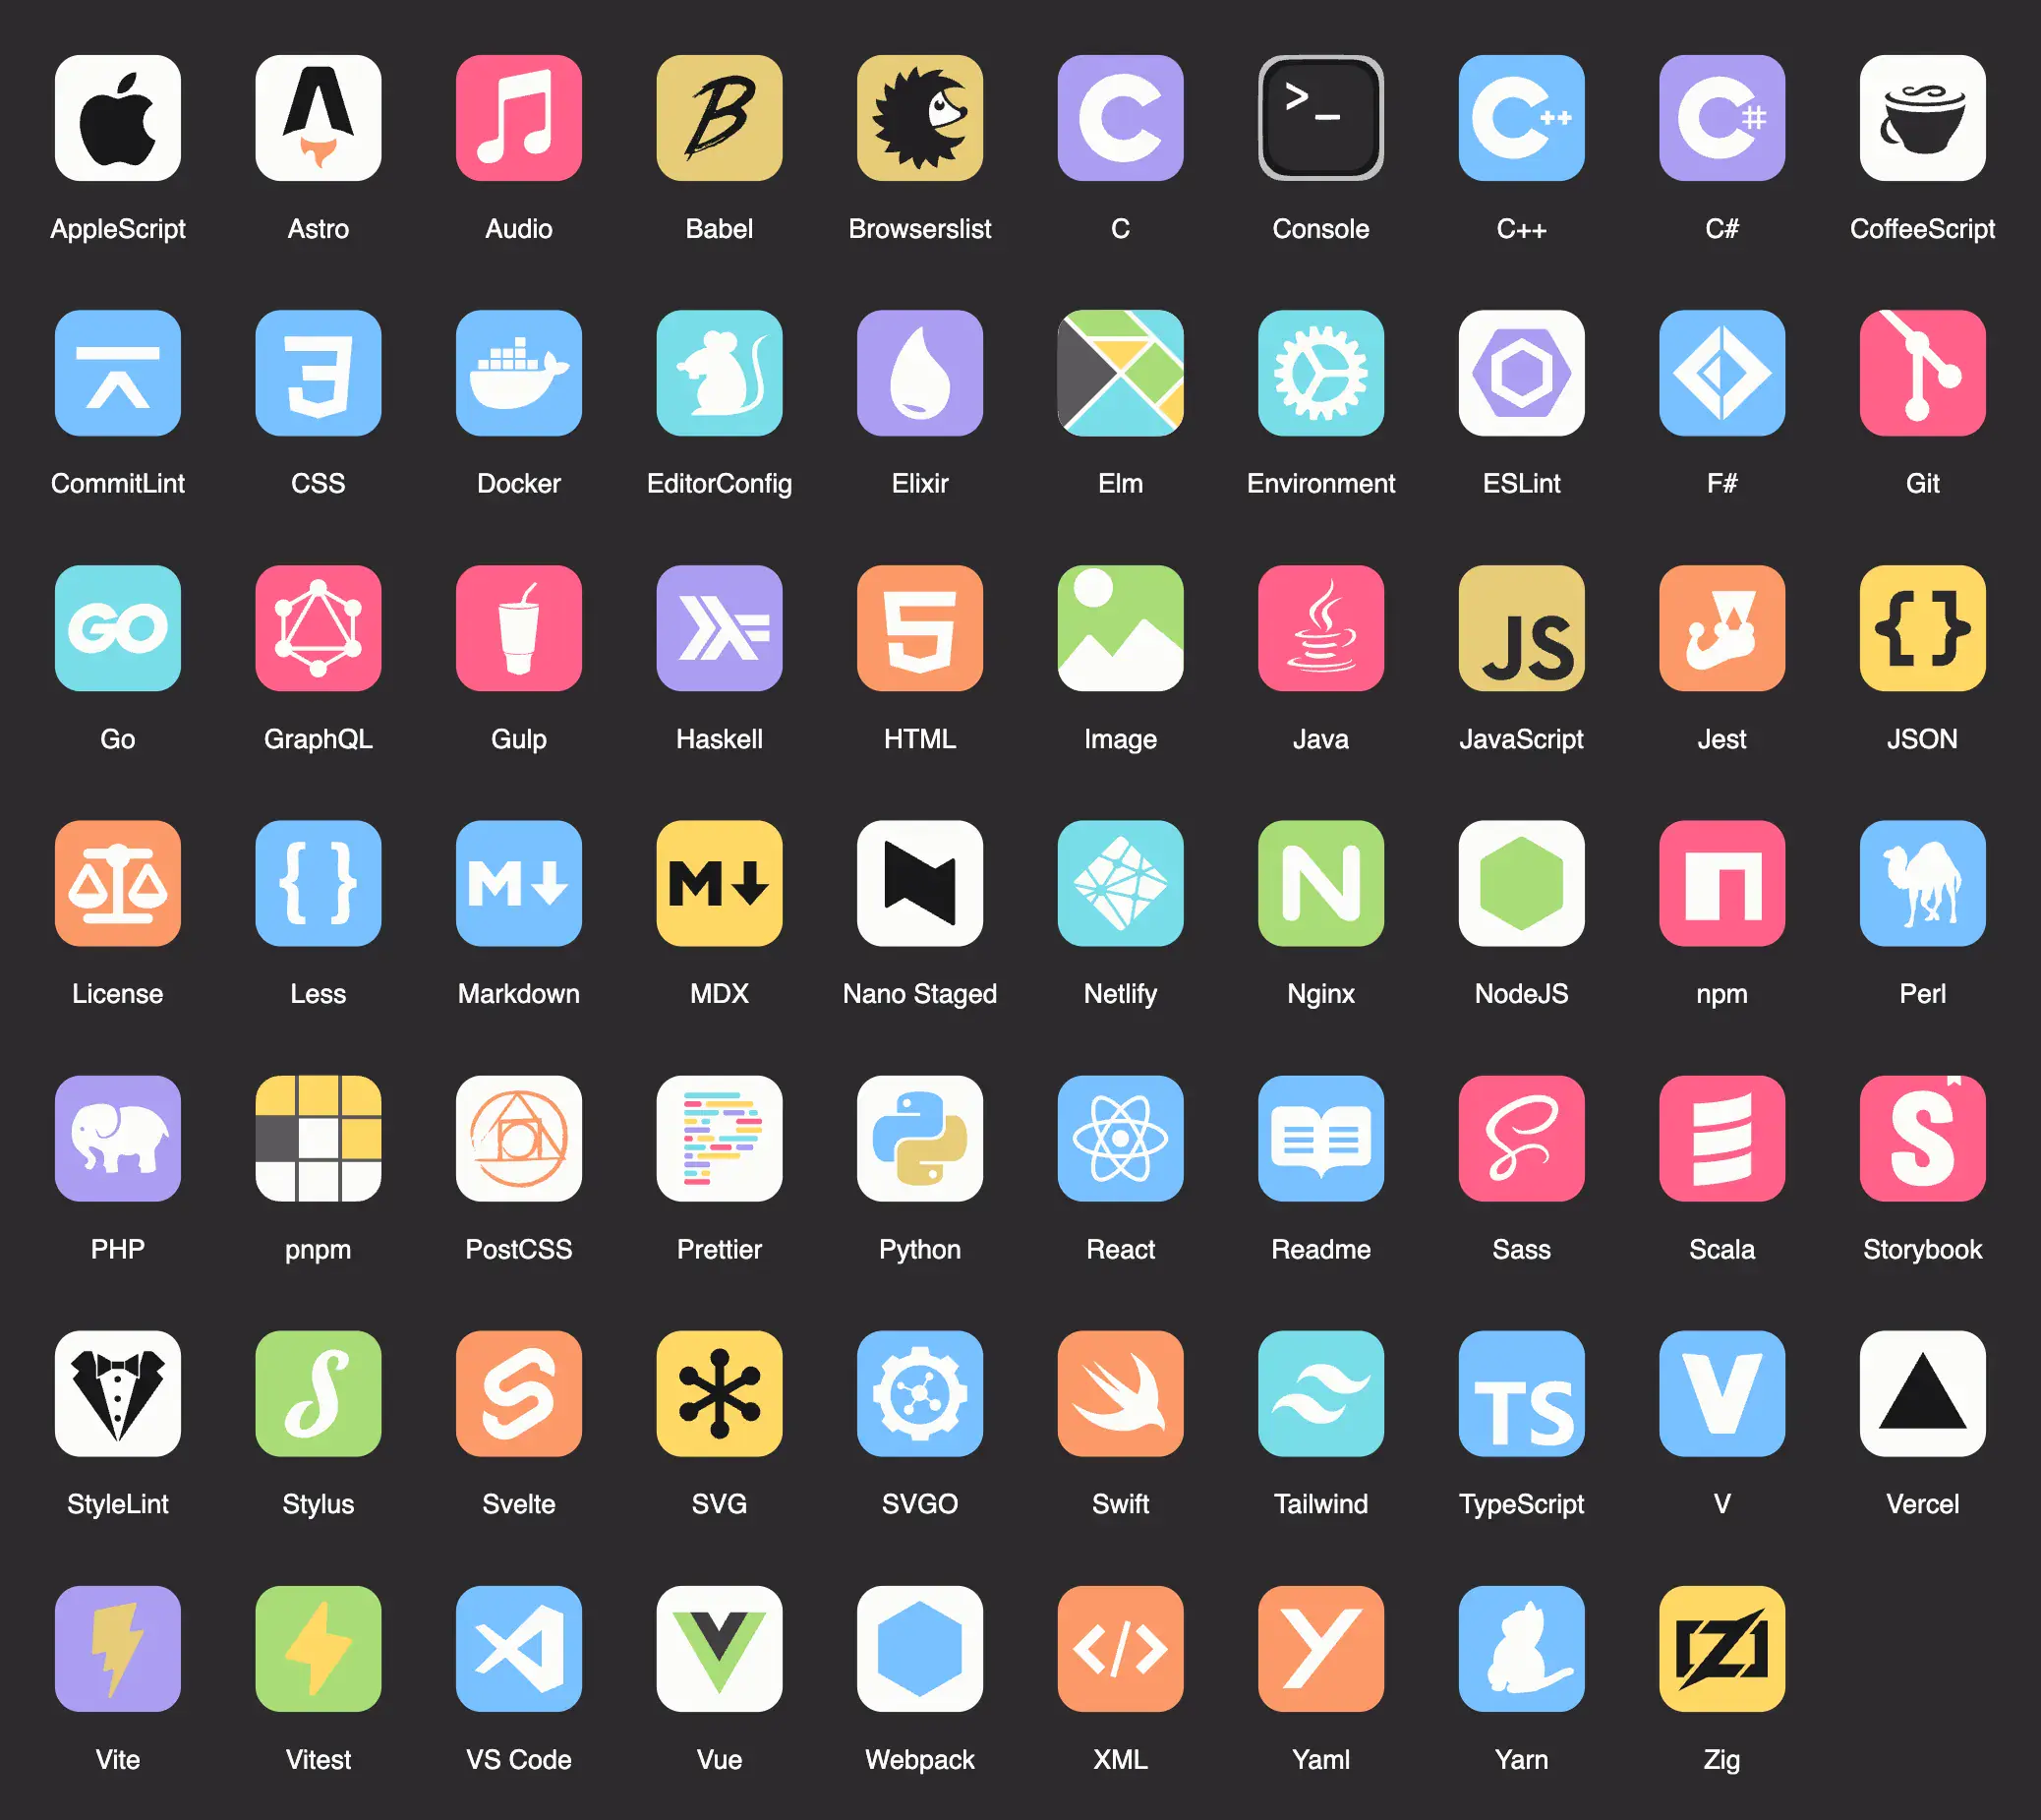 >_
++
#
AppleScript Astro Audio Babel Browserslist C Console C++ C# CoffeeScript
CommitLint CSS Docker EditorConfig Elixir Elm Environment ESLint F# Git
GO
JS
{}
Go GraphQL Gulp Haskell HTML Image Java JavaScript Jest JSON
{ }
M
M
N
License Less Markdown MDX Nano Staged Netlify Nginx NodeJS npm Perl
S
PHP pnpm PostCSS Prettier Python React Readme Sass Scala Storybook
TS
V
StyleLint Stylus Svelte SVG SVGO Swift Tailwind TypeScript V Vercel
</>
Y
Z
Vite Vitest VS Code Vue Webpack XML Yaml Yarn Zig